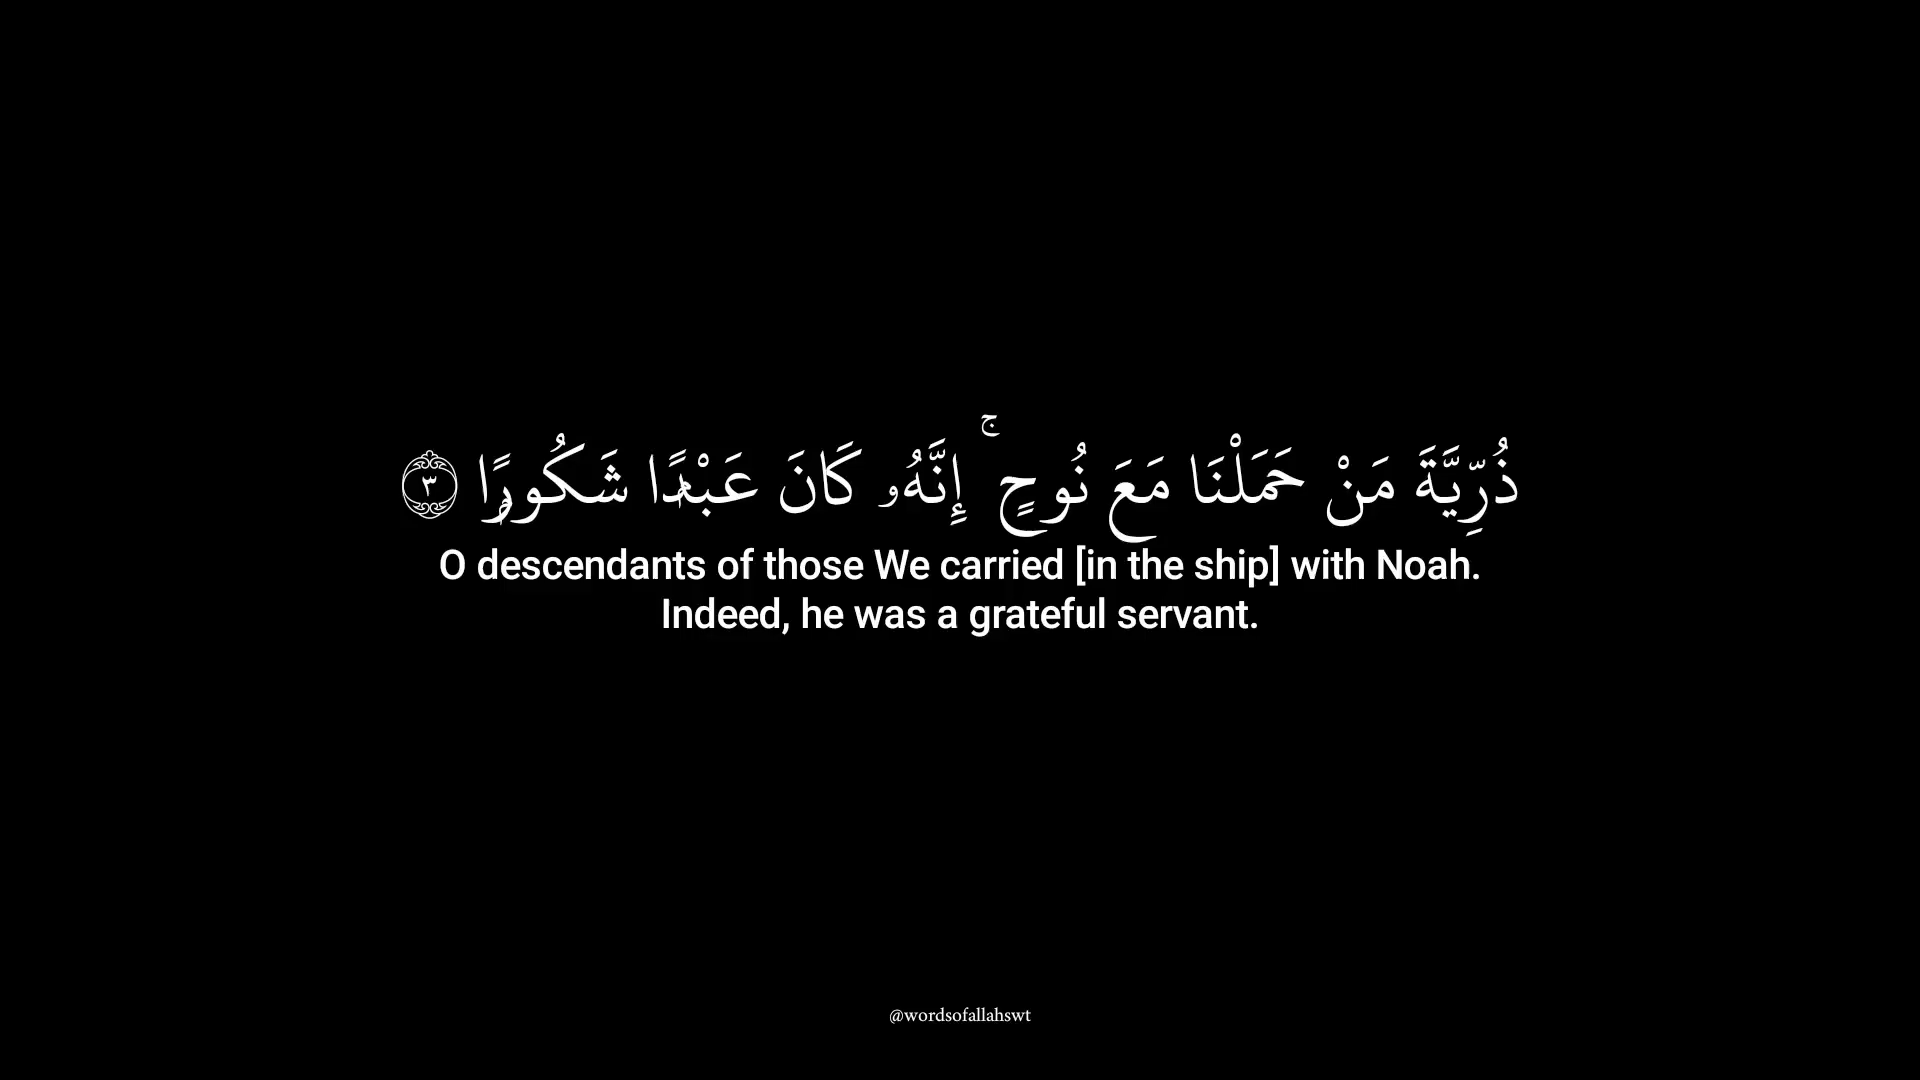 ذُرِّيَّةَ مَنْ حَمَلْنَا مَعَ نُوحٍ ۚ إِنَّهُۥ كَانَ عَبْدًا شَكُورًا ۝٣
O descendants of those We carried [in the ship] with Noah.
Indeed, he was a grateful servant.
@wordsofallahswt